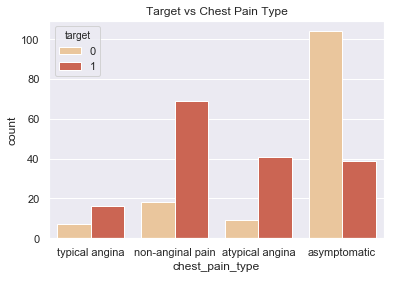 Target vs Chest Pain Type
target
0
1
100
80
60
40
20
0
count
typical angina non-anginal pain atypical angina asymptomatic
chest_pain_type